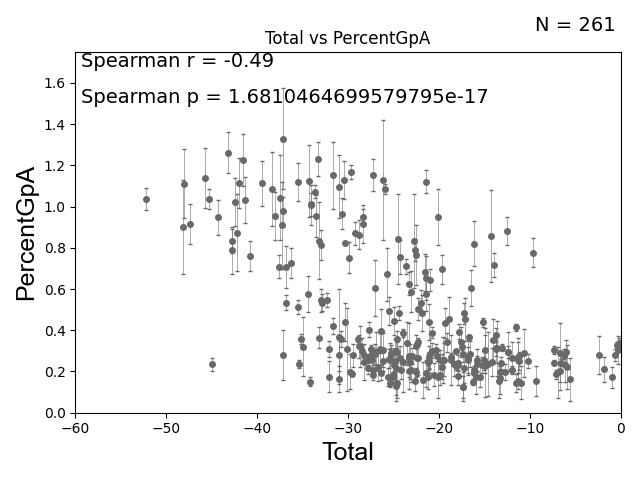 N = 261
Total vs PercentGpA
Spearman r = -0.49
Spearman p = 1.6810464699579795e-17
PercentGpA
1.6
1.4
1.2
1.0
0.8
0.6
0.4
0.2
0.0
−60 −50 −40 −30 −20 −10 0
Total